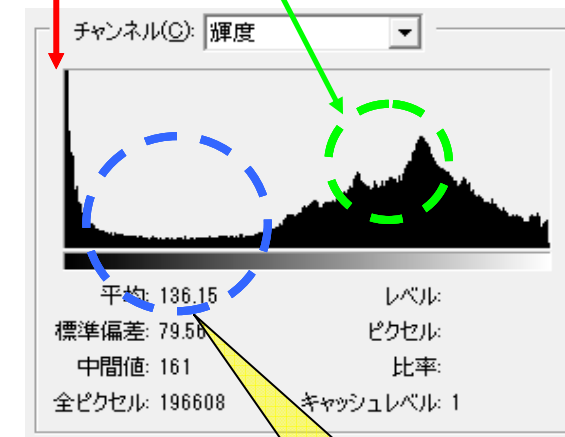 チャンネル(C): 輝度
平均: 136.15
標準偏差: 79.56
中間値: 161
全ピクセル: 196608
レベル:
ピクセル:
比率:
キャッシュレベル: 1